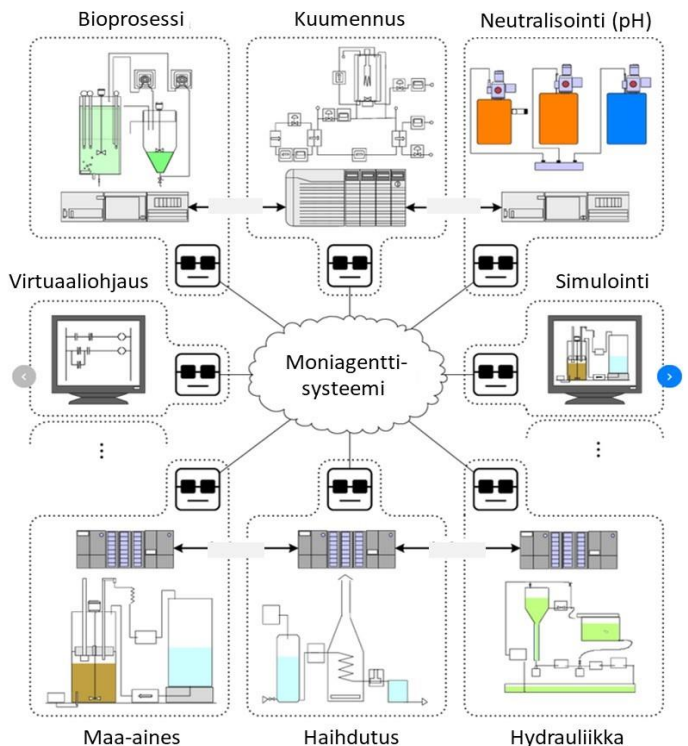 Bioprosessi
Kuumennus
Neutralisointi (pH)
Virtuaaliohjaus
Simulointi
Moniagentti-
systeemi
...
...
Maa-aines
Haihdutus
Hydrauliikka